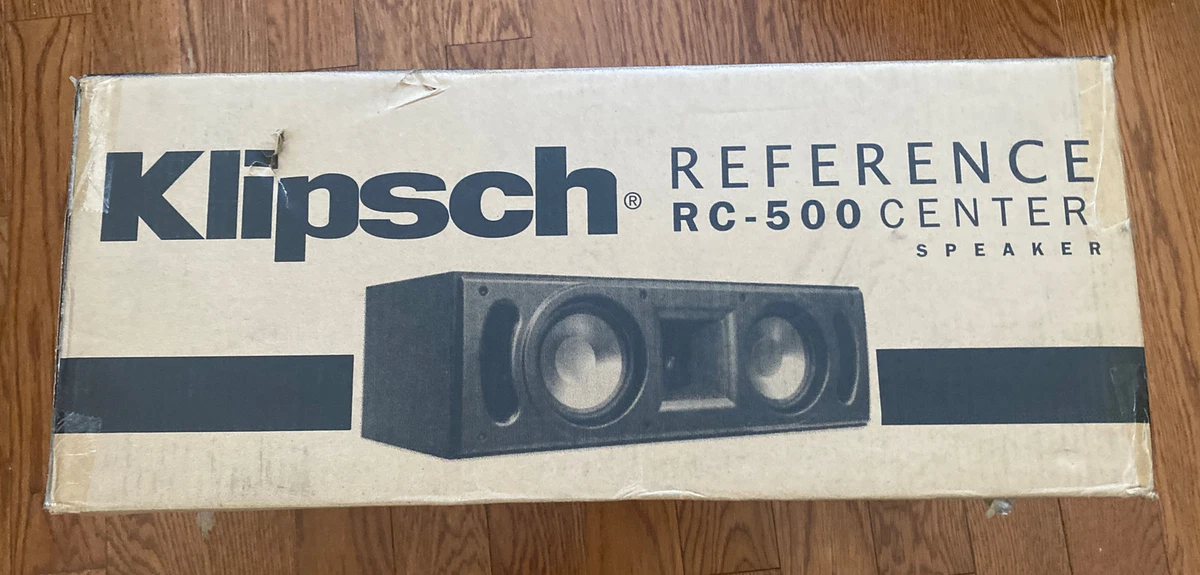 Klipsch®
REFERENCE
RC-500 CENTER
SPEAKER